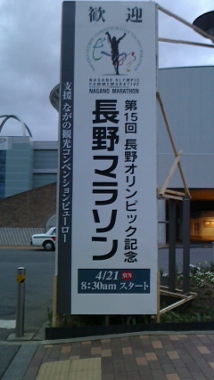 歓迎
NAGANO OLYMPIC
COMMEMORATIVE
NAGANO MARATHON
第15回 長野オリンピック記念
長野マラソン
4/21 SUN
8:30am スタート
支援 ながの観光コンベンションビューロー